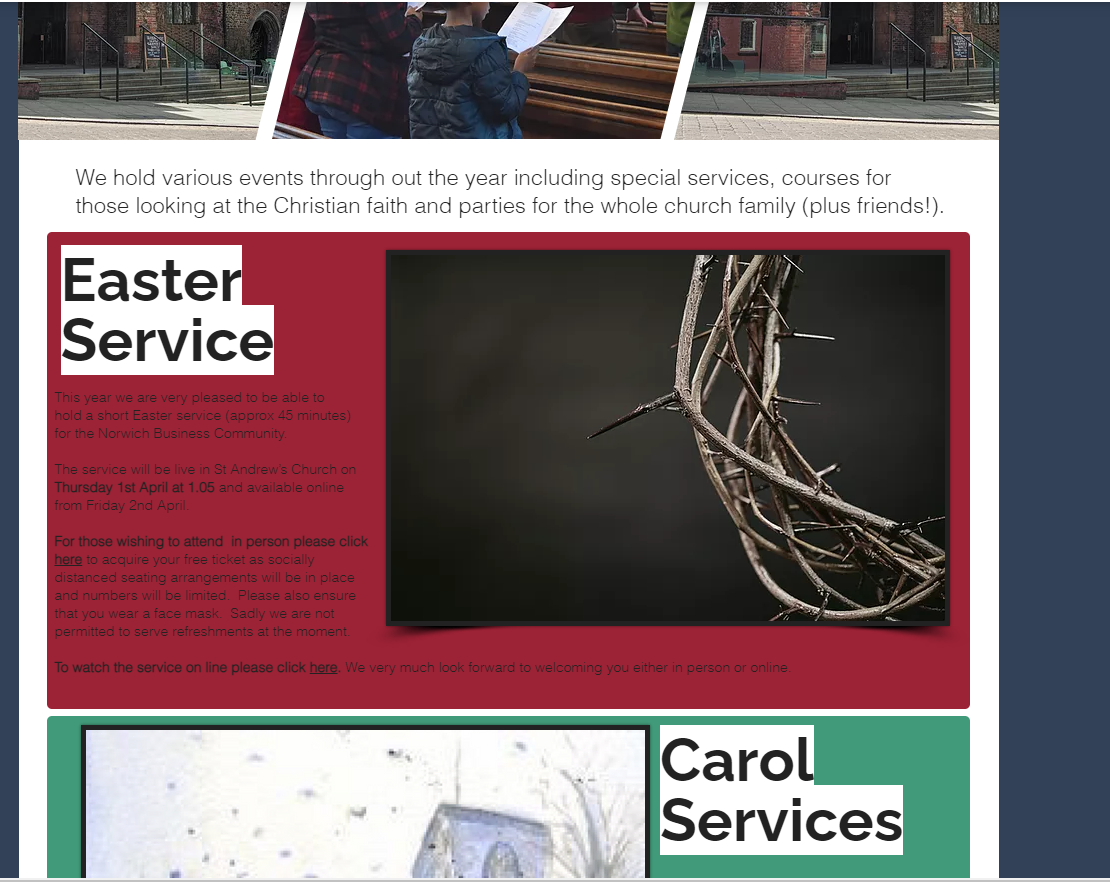 We hold various events through out the year including special services, courses for
those looking at the Christian faith and parties for the whole church family (plus friends!).
Easter
Service
This year we are very pleased to be able to
hold a short Easter service (approx 45 minutes)
for the Norwich Business Community.
The service will be live in St Andrew's Church on
Thursday 1st April at 1.05 and available online
from Friday 2nd April.
For those wishing to attend  in person please click
here to acquire your free ticket as socially
distanced seating arrangements will be in place
and numbers will be limited.  Please also ensure
that you wear a face mask.  Sadly we are not
permitted to serve refreshments at the moment.
To watch the service on line please click here. We very much look forward to welcoming you either in person or online.
Carol
Services